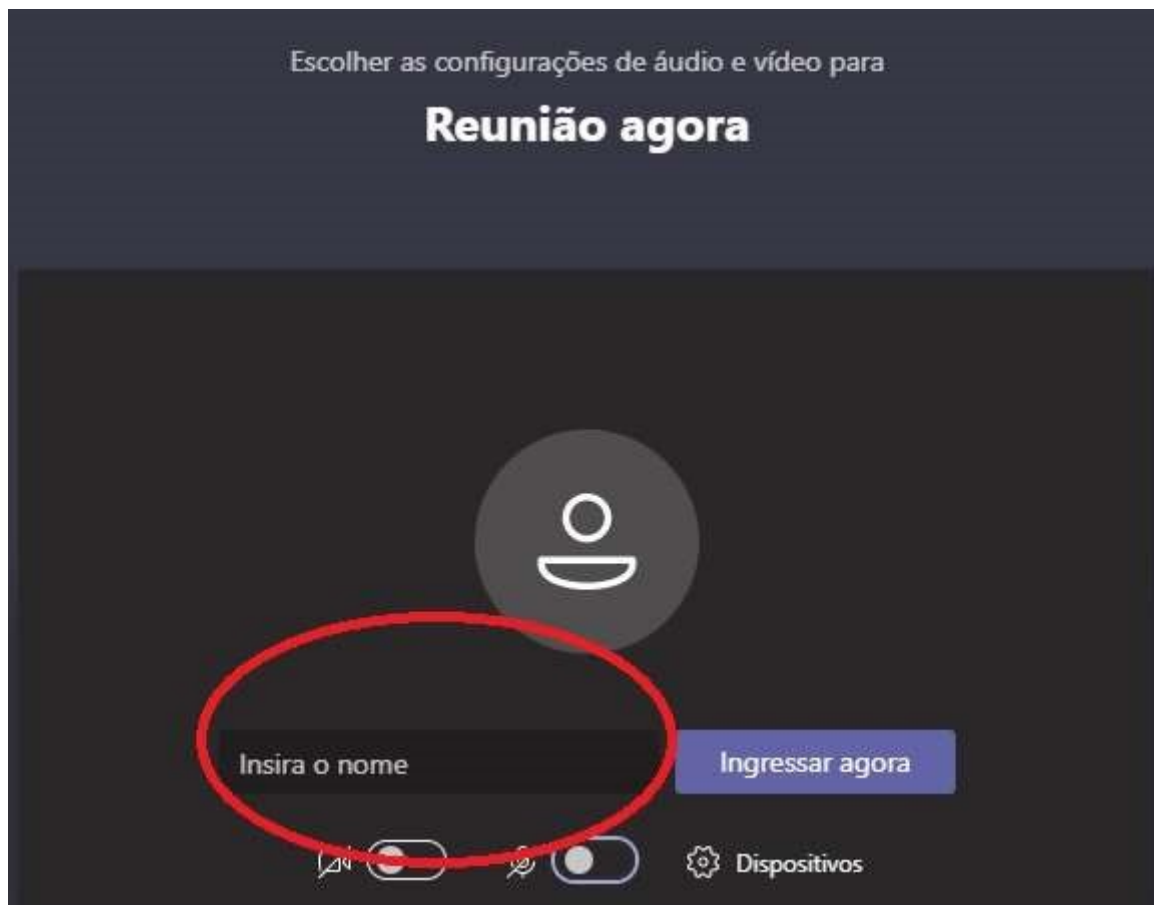 Escolher as configurações de áudio e vídeo para
Reunião agora
Insira o nome
Ingressar agora
Dispositivos